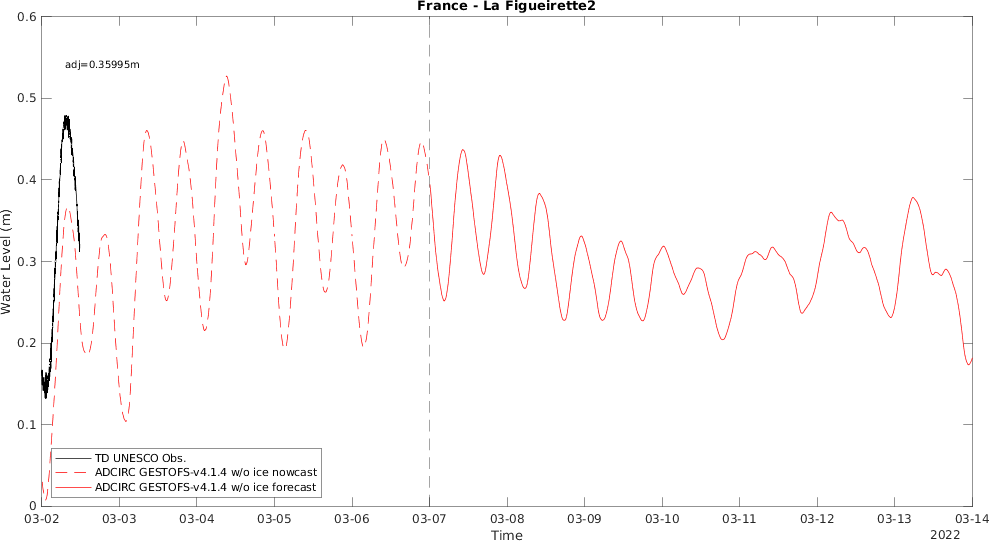 France - La Figueirette2
adj=0.35995m
0.6
0.5
0.4
0.3
0.2
0.1
0
Water Level (m)
TD UNESCO Obs.
ADCIRC GESTOFS-v4.1.4 w/o ice nowcast
ADCIRC GESTOFS-v4.1.4 w/o ice forecast
03-02 03-03 03-04 03-05 03-06 03-07 03-08 03-09 03-10 03-11 03-12 03-13 03-14
Time
2022